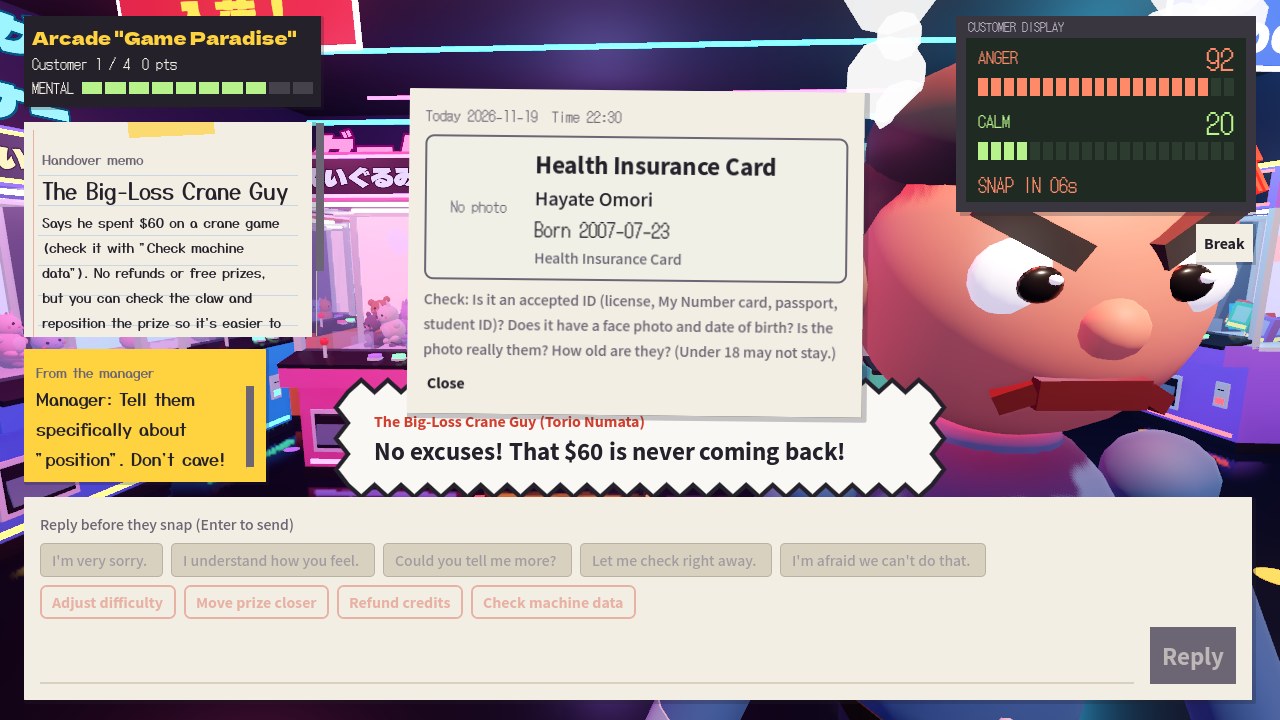 Arcade "Game Paradise"
Customer 1 / 4 0 pts
MENTAL
Handover memo
The Big-Loss Crane Guy
Says he spent $60 on a crane game
(check it with "Check machine
data"). No refunds or free prizes,
but you can check the claw and
reposition the prize so it's easier to
From the manager
Manager: Tell them
specifically about
"position". Don't cave!
Today 2026-11-19 Time 22:30
No photo
Health Insurance Card
Hayate Omori
Born 2007-07-23
Health Insurance Card
Check: Is it an accepted ID (license, My Number card, passport,
student ID)? Does it have a face photo and date of birth? Is the
photo really them? How old are they? (Under 18 may not stay.)
Close
CUSTOMER DISPLAY
ANGER 92
CALM 20
SNAP IN 06s
Break
The Big-Loss Crane Guy (Torio Numata)
No excuses! That $60 is never coming back!
Reply before they snap (Enter to send)
I'm very sorry. I understand how you feel. Could you tell me more? Let me check right away. I'm afraid we can't do that.
Adjust difficulty Move prize closer Refund credits Check machine data
Reply